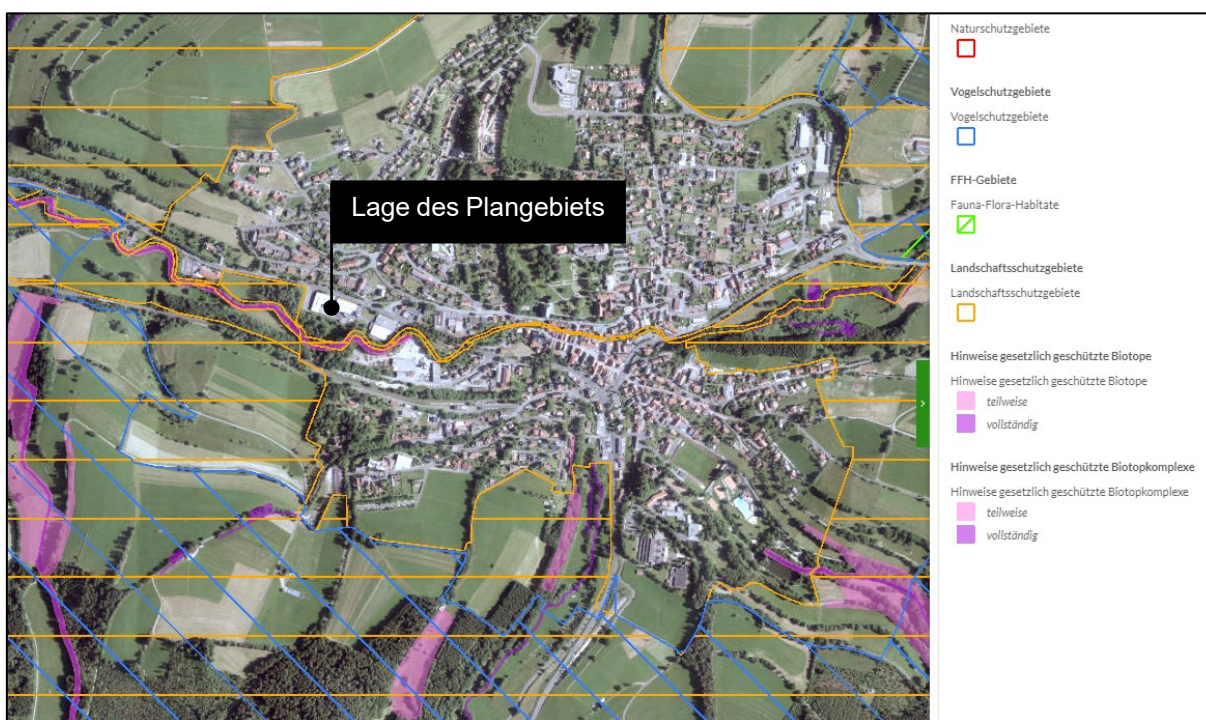 Lage des Plangebiets
Naturschutzgebiete
Vogelschutzgebiete
Vogelschutzgebiete
FFH-Gebiete
Fauna-Flora-Habitate
Landschaftsschutzgebiete
Landschaftsschutzgebiete
Hinweise gesetzlich geschützte Biotope
Hinweise gesetzlich geschützte Biotope
teilweise
vollständig
Hinweise gesetzlich geschützte Biotopkomplexe
Hinweise gesetzlich geschützte Biotopkomplexe
teilweise
vollständig